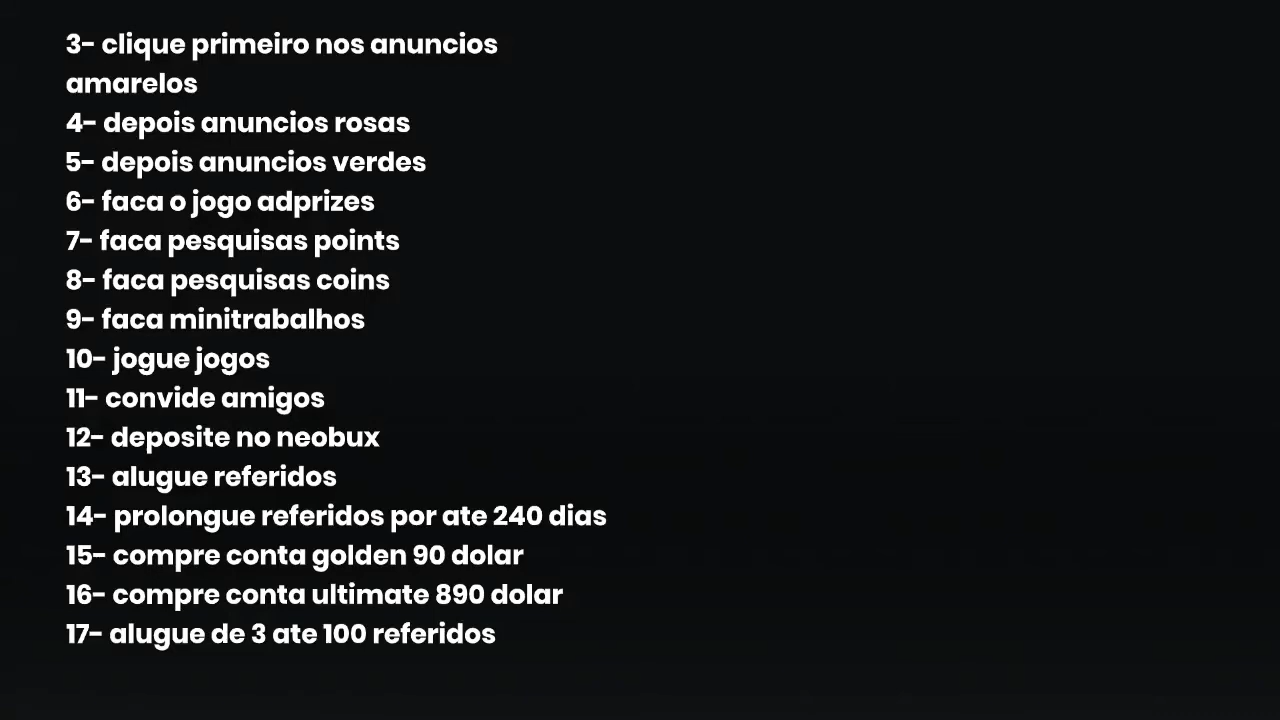 3- clique primeiro nos anuncios
amarelos
4- depois anuncios rosas
5- depois anuncios verdes
6- faca o jogo adprizes
7- faca pesquisas points
8- faca pesquisas coins
9- faca minitrabalhos
10- jogue jogos
11- convide amigos
12- deposite no neobux
13- alugue referidos
14- prolongue referidos por ate 240 dias
15- compre conta golden 90 dolar
16- compre conta ultimate 890 dolar
17- alugue de 3 ate 100 referidos